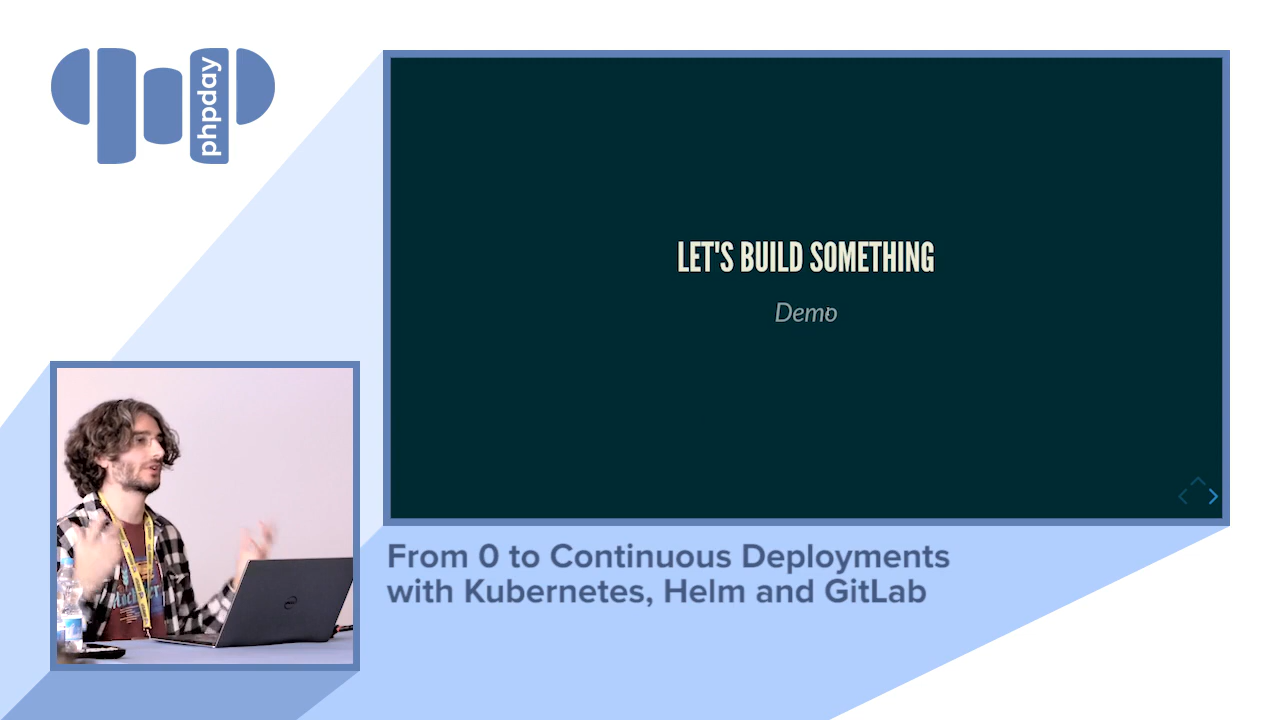 phpday
LET'S BUILD SOMETHING
Demo
From 0 to Continuous Deployments
with Kubernetes, Helm and GitLab